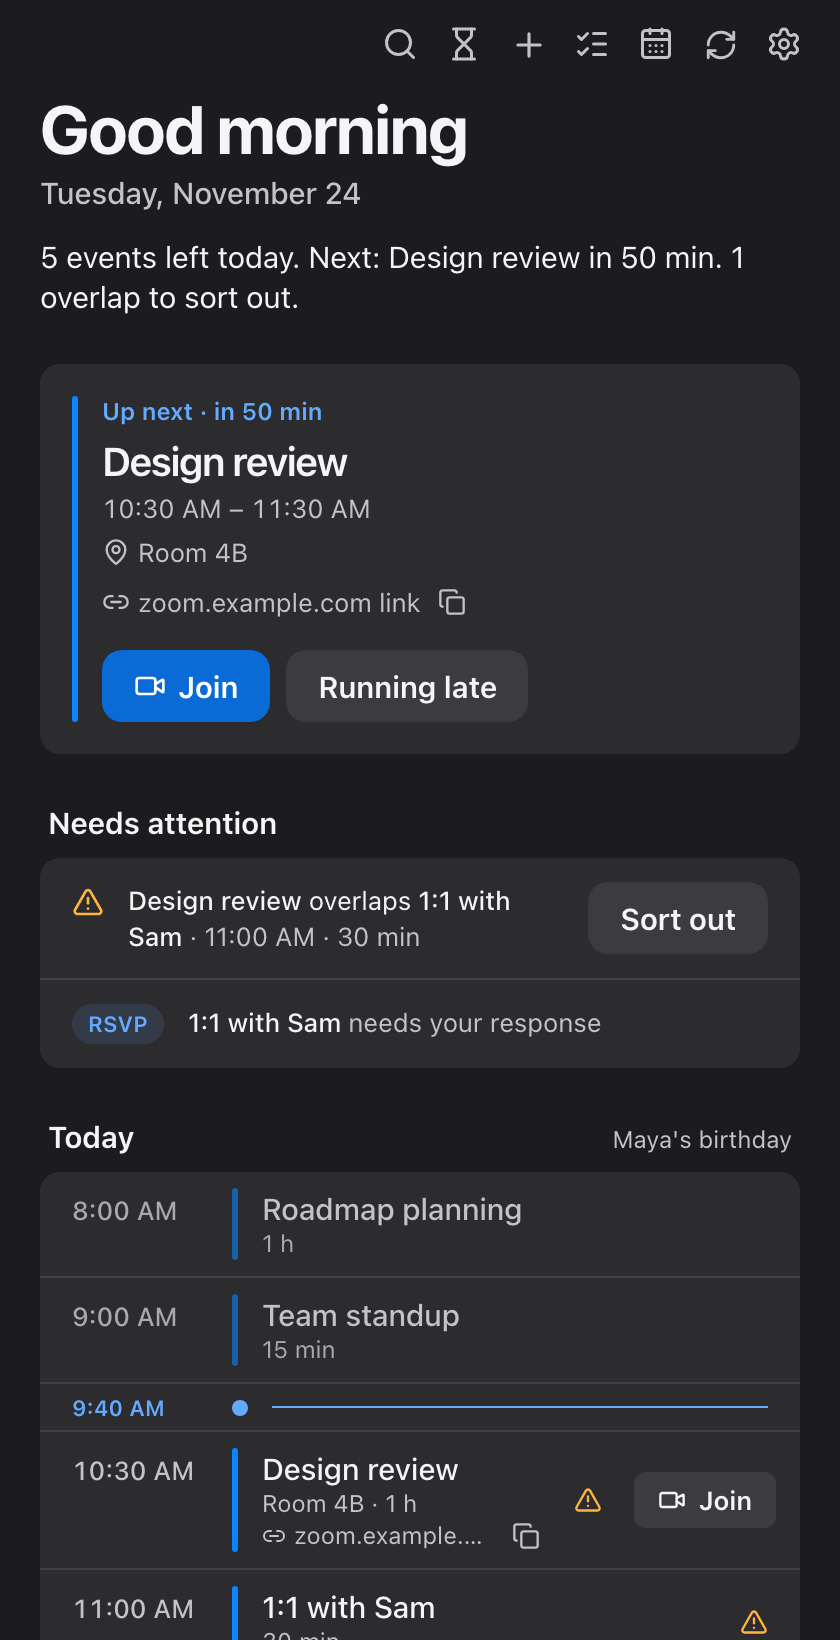 Good morning
Tuesday, November 24
5 events left today. Next: Design review in 50 min. 1
overlap to sort out.
Up next · in 50 min
Design review
10:30 AM – 11:30 AM
Room 4B
zoom.example.com link
Join
Running late
Needs attention
Design review overlaps 1:1 with
Sam · 11:00 AM · 30 min
Sort out
RSVP
1:1 with Sam needs your response
Today
Maya's birthday
8:00 AM
Roadmap planning
1 h
9:00 AM
Team standup
15 min
9:40 AM
10:30 AM
Design review
Room 4B · 1 h
zoom.example....
Join
11:00 AM
1:1 with Sam
30 min